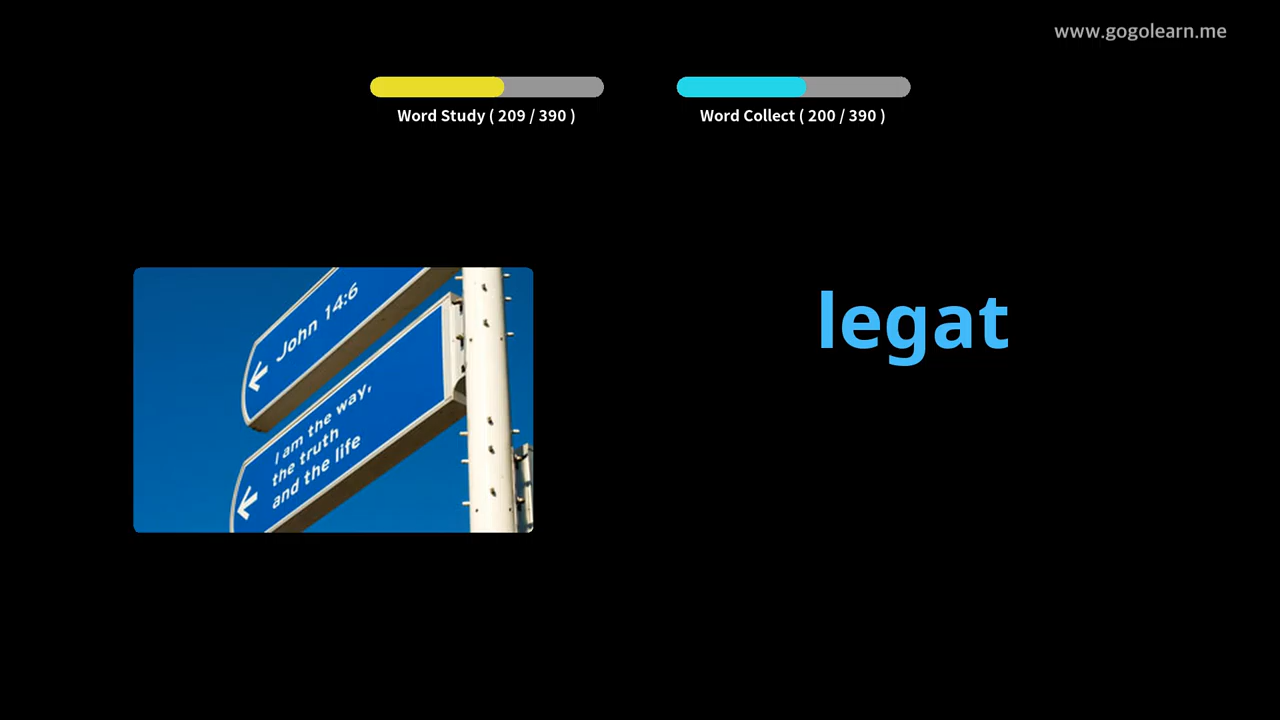 www.gogolearn.me
Word Study ( 209 / 390 )
Word Collect ( 200 / 390 )
John 14:6
I am the way,
the truth
and the life
legat